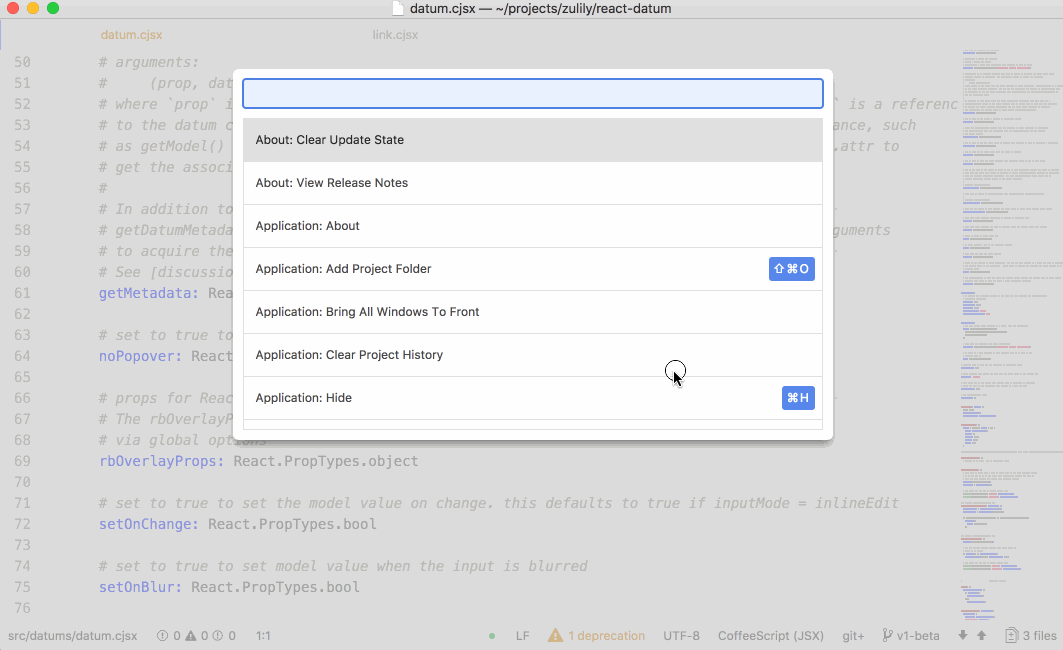 datum.cjsx — ~/projects/zulily/react-datum
datum.cjsx link.cjsx
50 # arguments:
51 # (prop, dat
52 # where `prop` i ` is a referenc
53 # to the datum c ance, such
54 # as getModel() .attr to
55 # get the associ
56 #
57 # In addition to
58 # getDatumMetada guments
59 # to acquire the
60 # See [discussio
61 getMetadata: Rea
62
63 # set to true to
64 noPopover: React
65
66 # props for Reac
67 # The rbOverlayP
68 # via global options
69 rbOverlayProps: React.PropTypes.object
70
71 # set to true to set the model value on change. this defaults to true if inputMode = inlineEdit
72 setOnChange: React.PropTypes.bool
73
74 # set to true to set model value when the input is blurred
75 setOnBlur: React.PropTypes.bool
76
About: Clear Update State
About: View Release Notes
Application: About
Application: Add Project Folder ⇧⌘O
Application: Bring All Windows To Front
Application: Clear Project History
Application: Hide ⌘H
src/datums/datum.cjsx 0 0 0 1:1 LF 1 deprecation UTF-8 CoffeeScript (JSX) git+ v1-beta 3 files